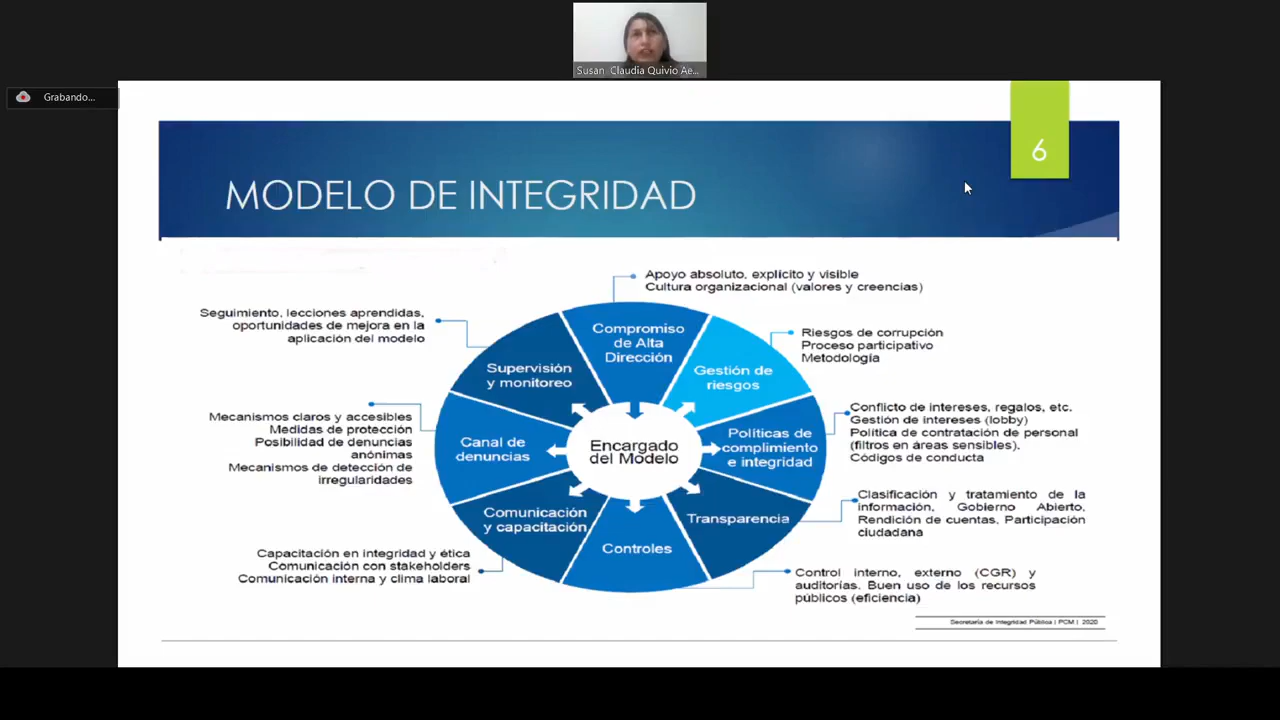 Susan Claudia Quivio Ae...
Grabando...
6
MODELO DE INTEGRIDAD
Apoyo absoluto, explícito y visible
Cultura organizacional (valores y creencias)
Seguimiento, lecciones aprendidas,
oportunidades de mejora en la
aplicación del modelo
Compromiso
de Alta
Dirección
Riesgos de corrupción
Proceso participativo
Metodología
Supervisión
y monitoreo
Gestión de
riesgos
Mecanismos claros y accesibles
Medidas de protección
Posibilidad de denuncias
anónimas
Mecanismos de detección de
irregularidades
Canal de
denuncias
Encargado
del Modelo
Políticas de
complimiento
e integridad
Conflicto de intereses, regalos, etc.
Gestión de intereses (lobby)
Política de contratación de personal
(filtros en áreas sensibles).
Códigos de conducta
Comunicación
y capacitación
Transparencia
Clasificación y tratamiento de la
información, Gobierno Abierto,
Rendición de cuentas, Participación
ciudadana
Controles
Capacitación en integridad y ética
Comunicación con stakeholders
Comunicación interna y clima laboral
Control interno, externo (CGR) y
auditorías. Buen uso de los recursos
públicos (eficiencia)
Secretaría de Integridad Pública | PCM | 2020